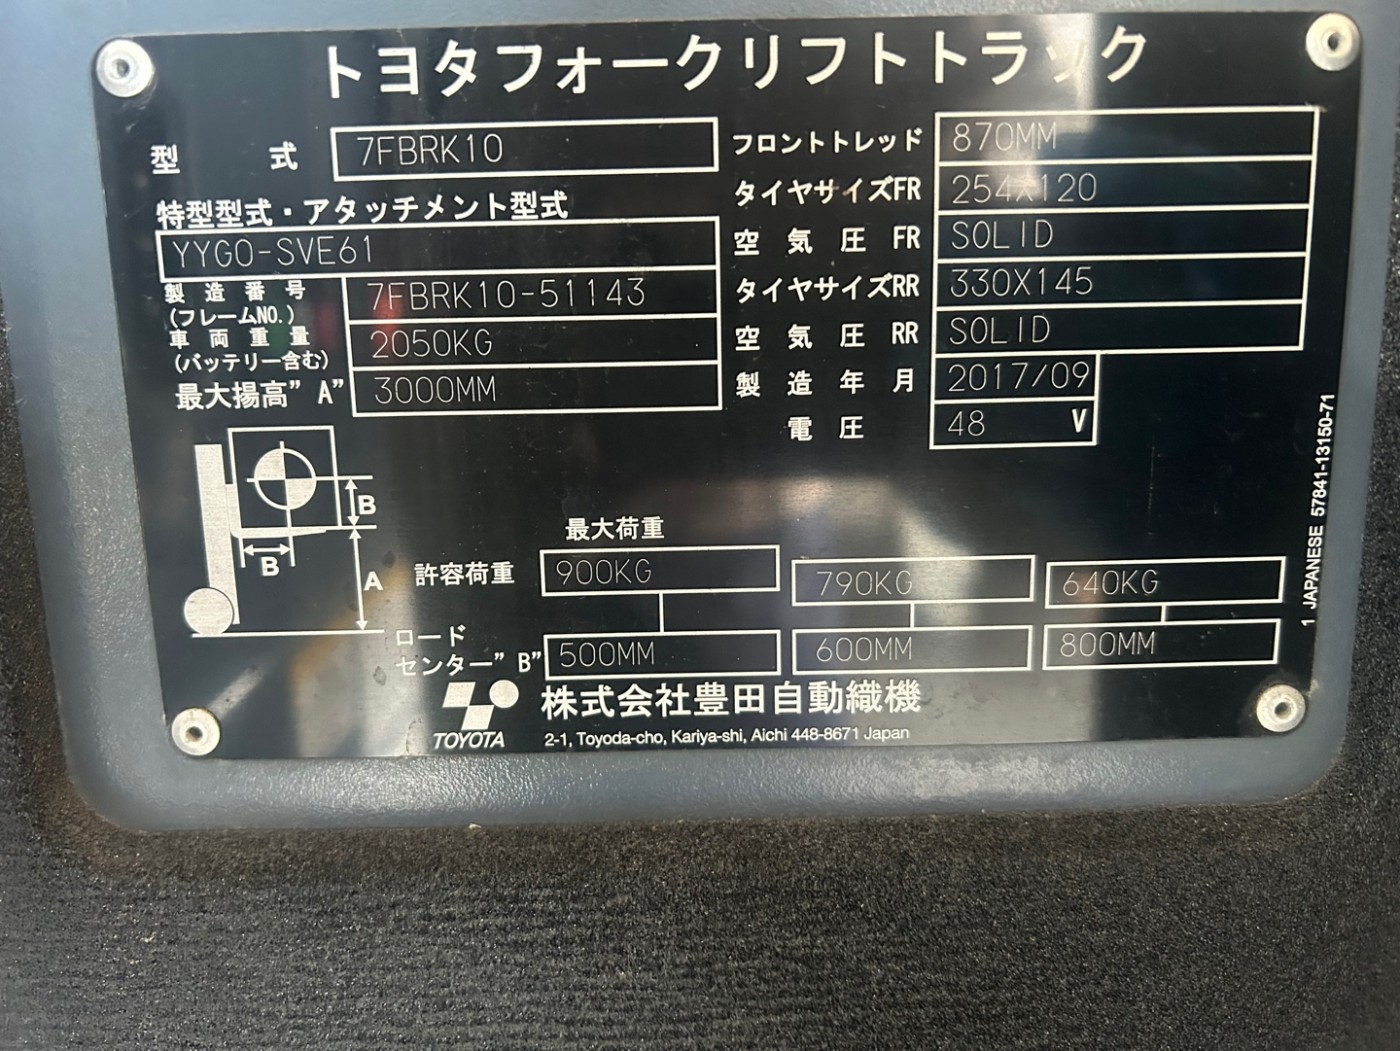 トヨタフォークリフトトラック
型式 7FBRK10
特型型式・アタッチメント型式
YYGO-SVE61
製造番号 7FBRK10-51143
(フレームNO.)
車両重量 2050KG
(バッテリー含む)
最大揚高”A” 3000MM
フロントトレッド 870MM
タイヤサイズFR 254X120
空気圧 FR SOLID
タイヤサイズRR 330X145
空気圧 RR SOLID
製造年月 2017/09
電圧 48 V
B
B
A
最大荷重
許容荷重 900KG 790KG 640KG
ロード
センター”B” 500MM 600MM 800MM
TOYOTA
株式会社豊田自動織機
2-1, Toyoda-cho, Kariya-shi, Aichi 448-8671 Japan
1 JAPANESE 57841-13150-71